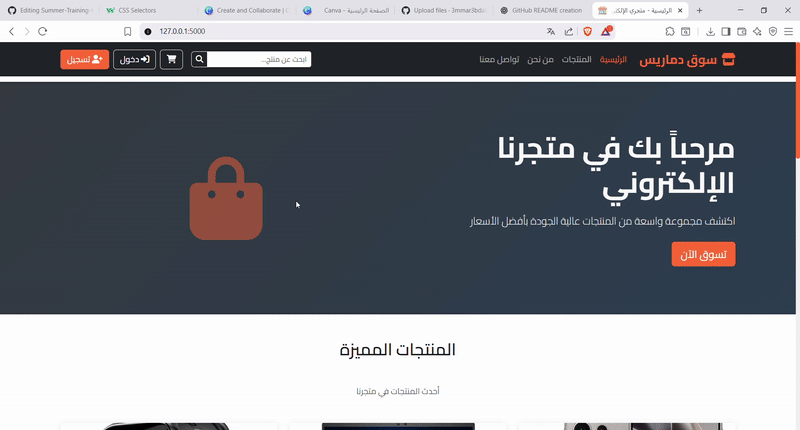 Editing Summer-Training
CSS Selectors
Create and Collaborate | C
الصفحة الرئيسية - Canva
Upload files · 3mmar3bda
GitHub README creation
الرئيسية - متجري الإلك...
127.0.0.1:5000
سوق دماريس
الرئيسية
المنتجات
من نحن
تواصل معنا
ابحث عن منتج...
دخول
تسجيل
مرحباً بك في متجرنا
الإلكتروني
اكتشف مجموعة واسعة من المنتجات عالية الجودة بأفضل الأسعار
تسوق الآن
المنتجات المميزة
أحدث المنتجات في متجرنا